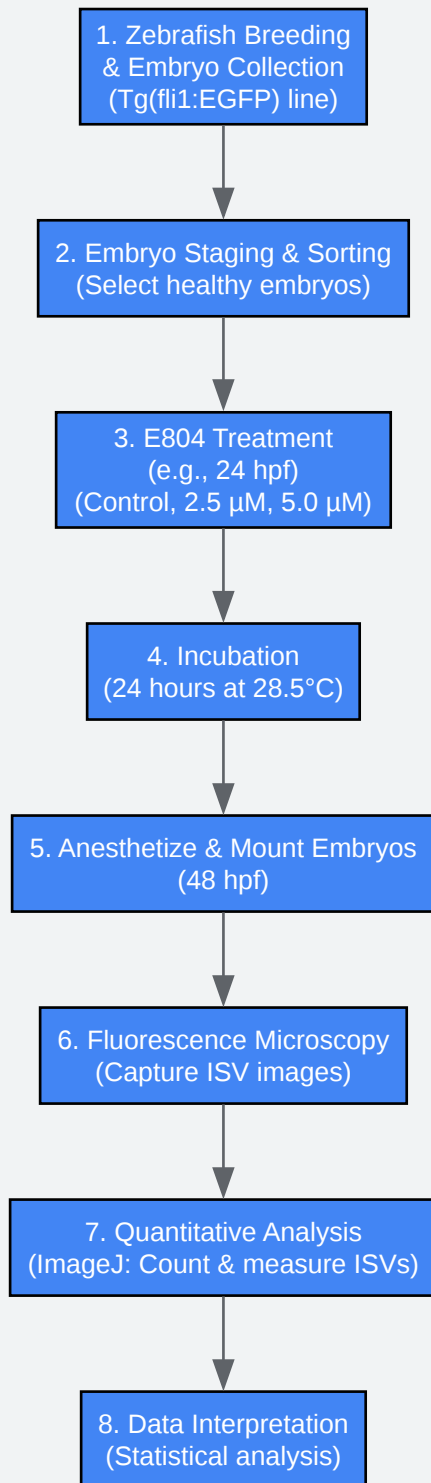 1. Zebrafish Breeding
& Embryo Collection
(Tg(fli1:EGFP) line)
2. Embryo Staging & Sorting
(Select healthy embryos)
3. E804 Treatment
(e.g., 24 hpf)
(Control, 2.5 µM, 5.0 µM)
4. Incubation
(24 hours at 28.5°C)
5. Anesthetize & Mount Embryos
(48 hpf)
6. Fluorescence Microscopy
(Capture ISV images)
7. Quantitative Analysis
(ImageJ: Count & measure ISVs)
8. Data Interpretation
(Statistical analysis)